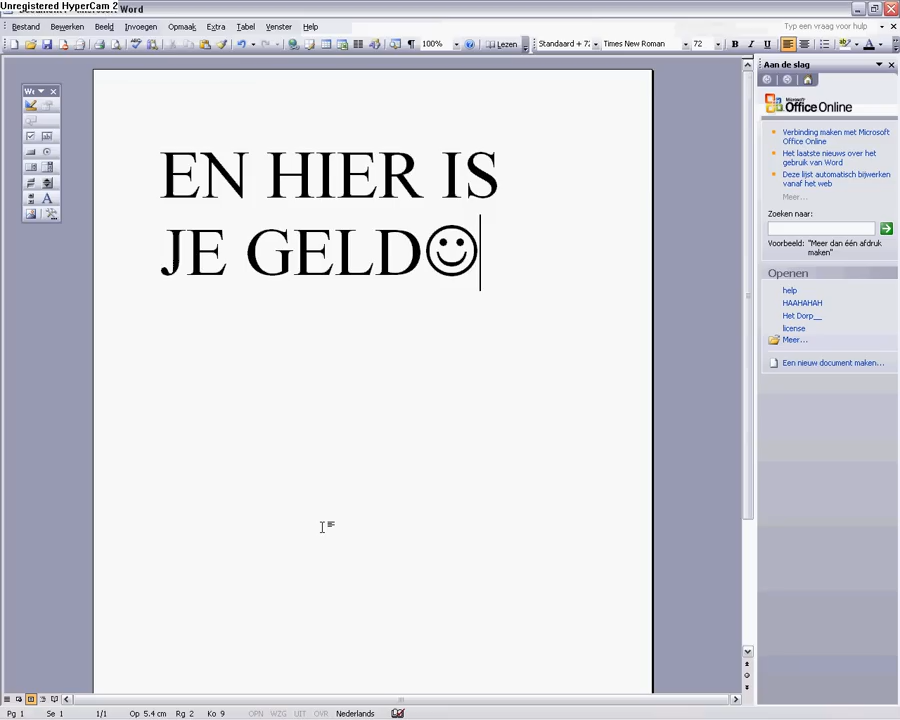 Unregistered HyperCam 2
Word
Bestand Bewerken Beeld Invoegen Opmaak Extra Tabel Venster Help
Typ een vraag voor hulp
100% Lezen Standaard + 72 Times New Roman 72 B I U
Aan de slag
EN HIER IS
JE GELD☺
Office Online
Verbinding maken met Microsoft
Office Online
Het laatste nieuws over het
gebruik van Word
Deze lijst automatisch bijwerken
vanaf het web
Meer...
Zoeken naar:
Voorbeeld: "Meer dan één afdruk
maken"
Openen
help
HAAHAHAH
Het Dorp__
license
Meer...
Een nieuw document maken...
Pg 1 Se 1 1/1 Op 5.4 cm Rg 2 Ko 9 OPN WZG UIT OVR Nederlands